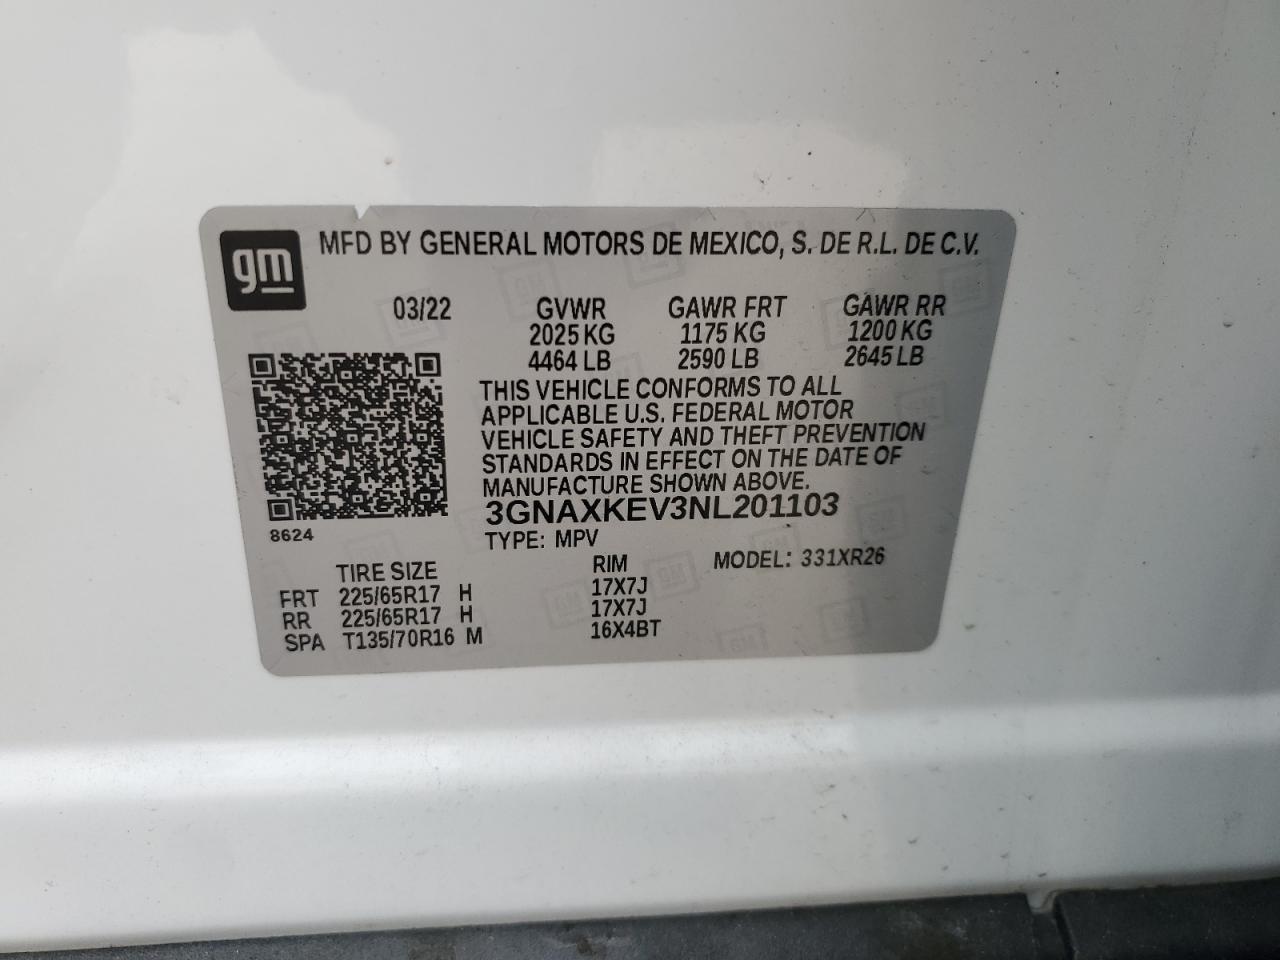 gm MFD BY GENERAL MOTORS DE MEXICO, S. DE R.L. DE C.V.
03/22 GVWR GAWR FRT GAWR RR
2025 KG 1175 KG 1200 KG
4464 LB 2590 LB 2645 LB
THIS VEHICLE CONFORMS TO ALL
APPLICABLE U.S. FEDERAL MOTOR
VEHICLE SAFETY AND THEFT PREVENTION
STANDARDS IN EFFECT ON THE DATE OF
MANUFACTURE SHOWN ABOVE.
3GNAXKEV3NL201103
8624
TYPE: MPV
TIRE SIZE RIM MODEL: 331XR26
FRT 225/65R17 H 17X7J
RR 225/65R17 H 17X7J
SPA T135/70R16 M 16X4BT